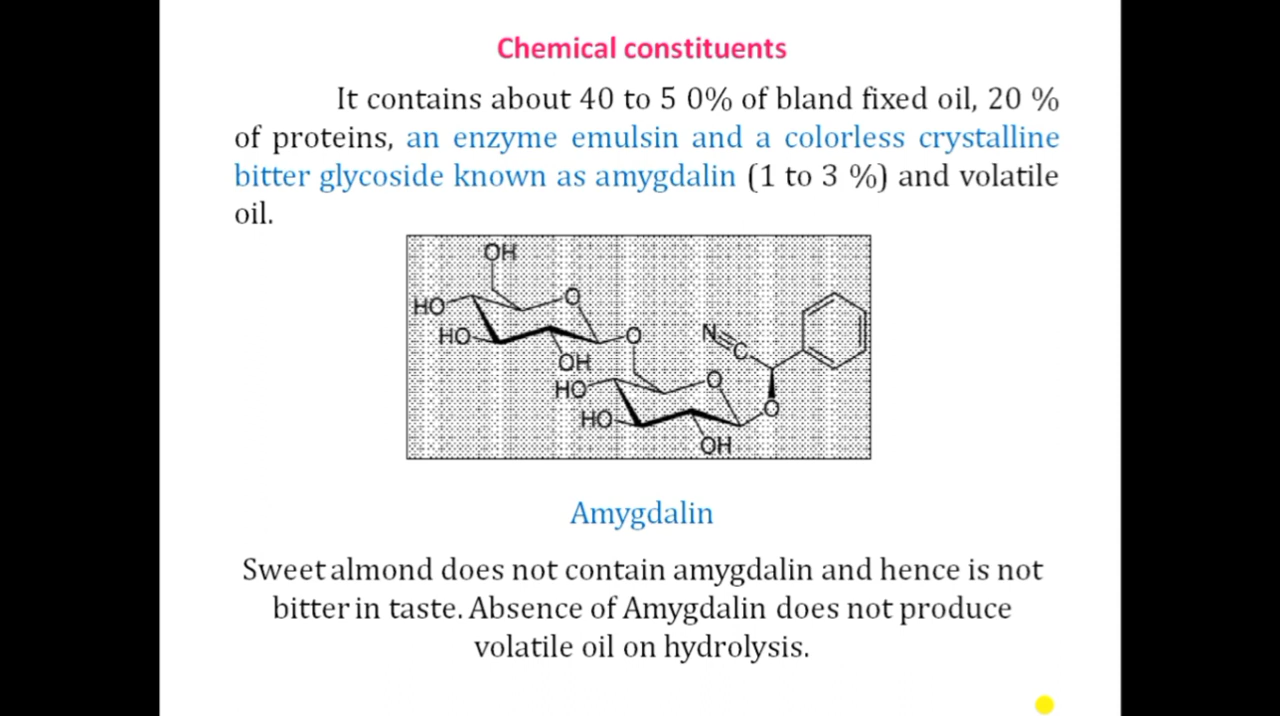 Chemical constituents
It contains about 40 to 5 0% of bland fixed oil, 20 %
of proteins, an enzyme emulsin and a colorless crystalline
bitter glycoside known as amygdalin (1 to 3 %) and volatile
oil.
OH
HO
O
HO
O
OH
N
C
HO
O
HO
O
OH
Amygdalin
Sweet almond does not contain amygdalin and hence is not
bitter in taste. Absence of Amygdalin does not produce
volatile oil on hydrolysis.